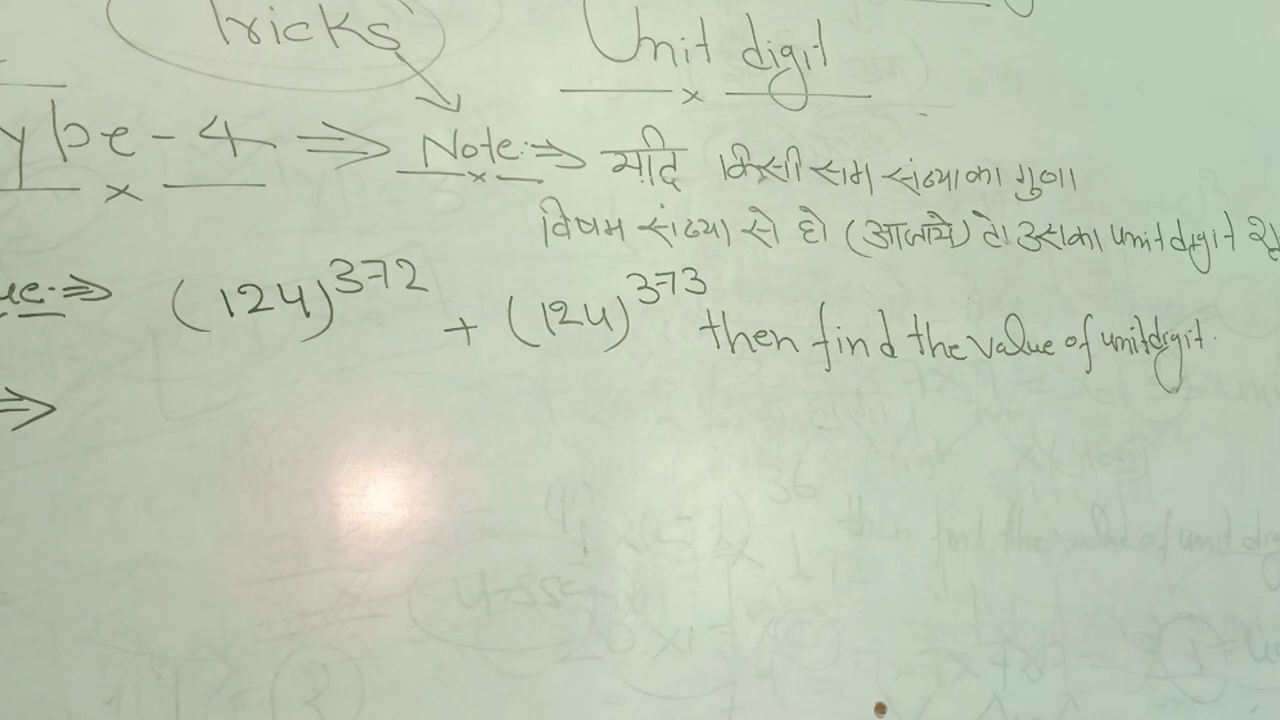 Tricks Unit digit
ype-4 ⇒ Note:⇒ यदि किसी सम संख्या का गुणा
विषम संख्या से हो (आजाये) तो उसका unit digit
ue:⇒ (124)^372 + (124)^373 then find the value of unit digit.
⇒